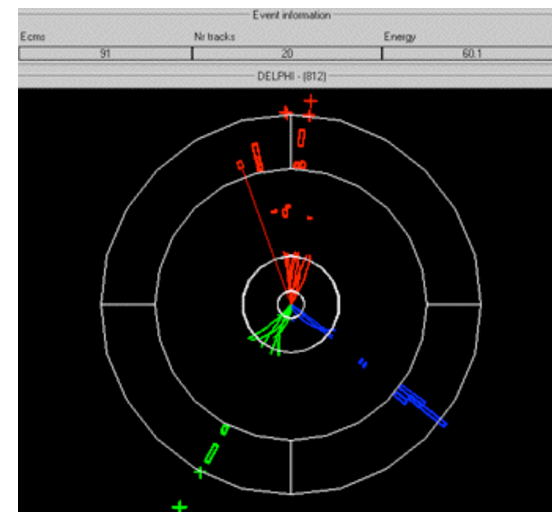 Event information
Ecms Nr tracks Energy
91 20 60.1
DELPHI - (812)